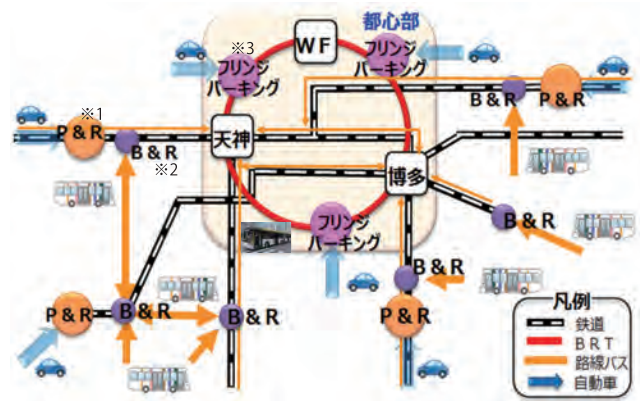 都心部
WF
※3
フリンジ
パーキング
フリンジ
パーキング
※1
P&R
B&R
※2
天神
B&R
P&R
博多
フリンジ
パーキング
B&R
B&R
P&R
B&R
B&R
P&R
凡例
鉄道
BRT
路線バス
自動車